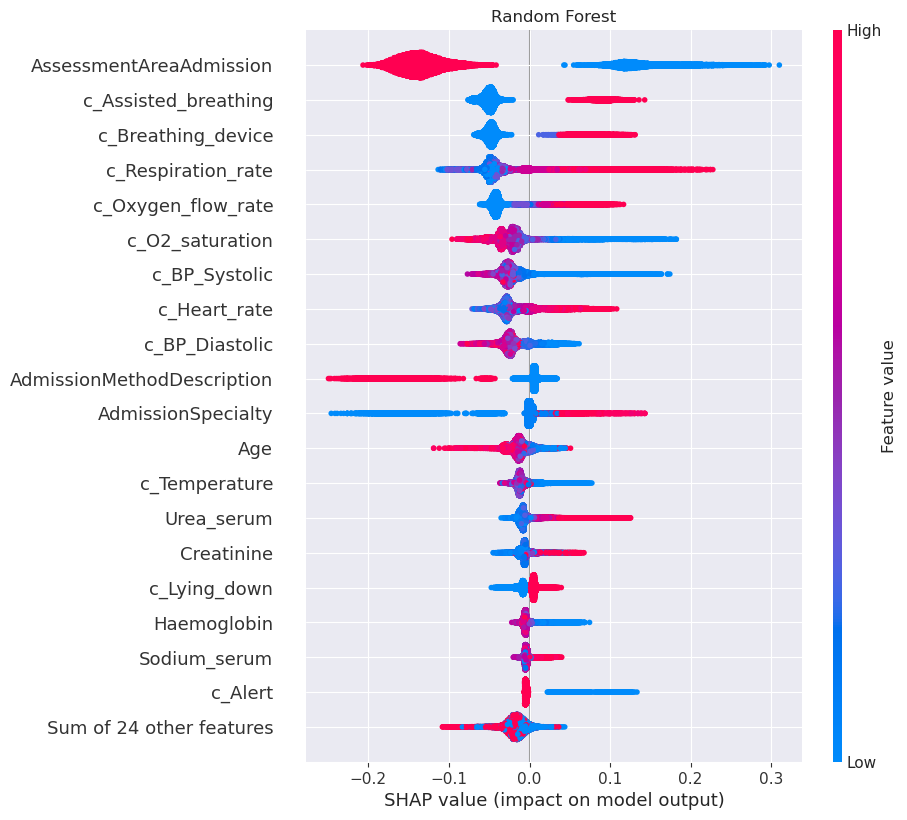 Random Forest
High
AssessmentAreaAdmission
c_Assisted_breathing
c_Breathing_device
c_Respiration_rate
c_Oxygen_flow_rate
c_O2_saturation
c_BP_Systolic
c_Heart_rate
c_BP_Diastolic
AdmissionMethodDescription
AdmissionSpecialty
Age
c_Temperature
Urea_serum
Creatinine
c_Lying_down
Haemoglobin
Sodium_serum
c_Alert
Sum of 24 other features
Feature value
Low
−0.2 −0.1 0.0 0.1 0.2 0.3
SHAP value (impact on model output)